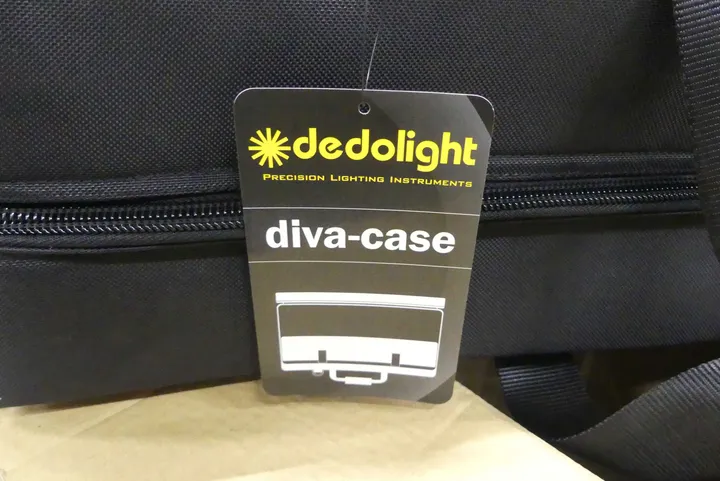 dedolight
PRECISION LIGHTING INSTRUMENTS
diva-case